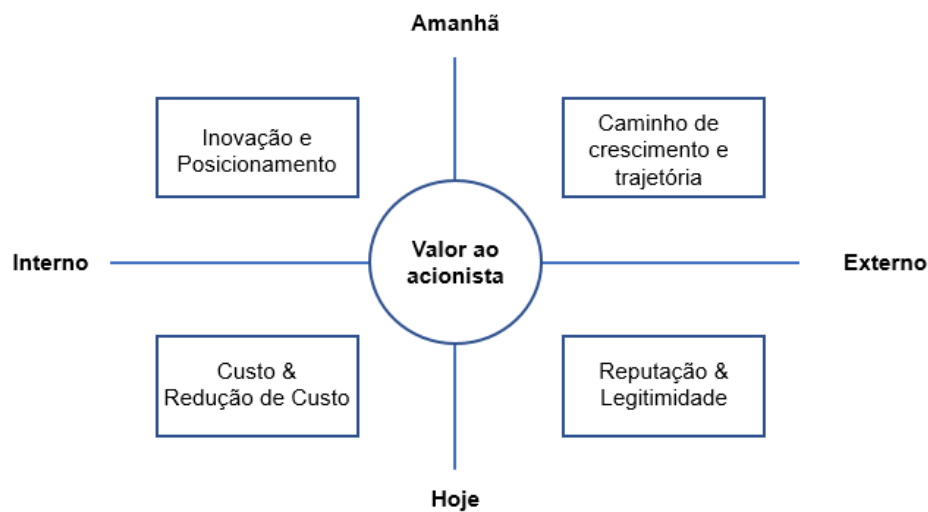 Amanhã
Inovação e
Posicionamento
Caminho de
crescimento e
trajetória
Interno
Valor ao
acionista
Externo
Custo &
Redução de Custo
Reputação &
Legitimidade
Hoje